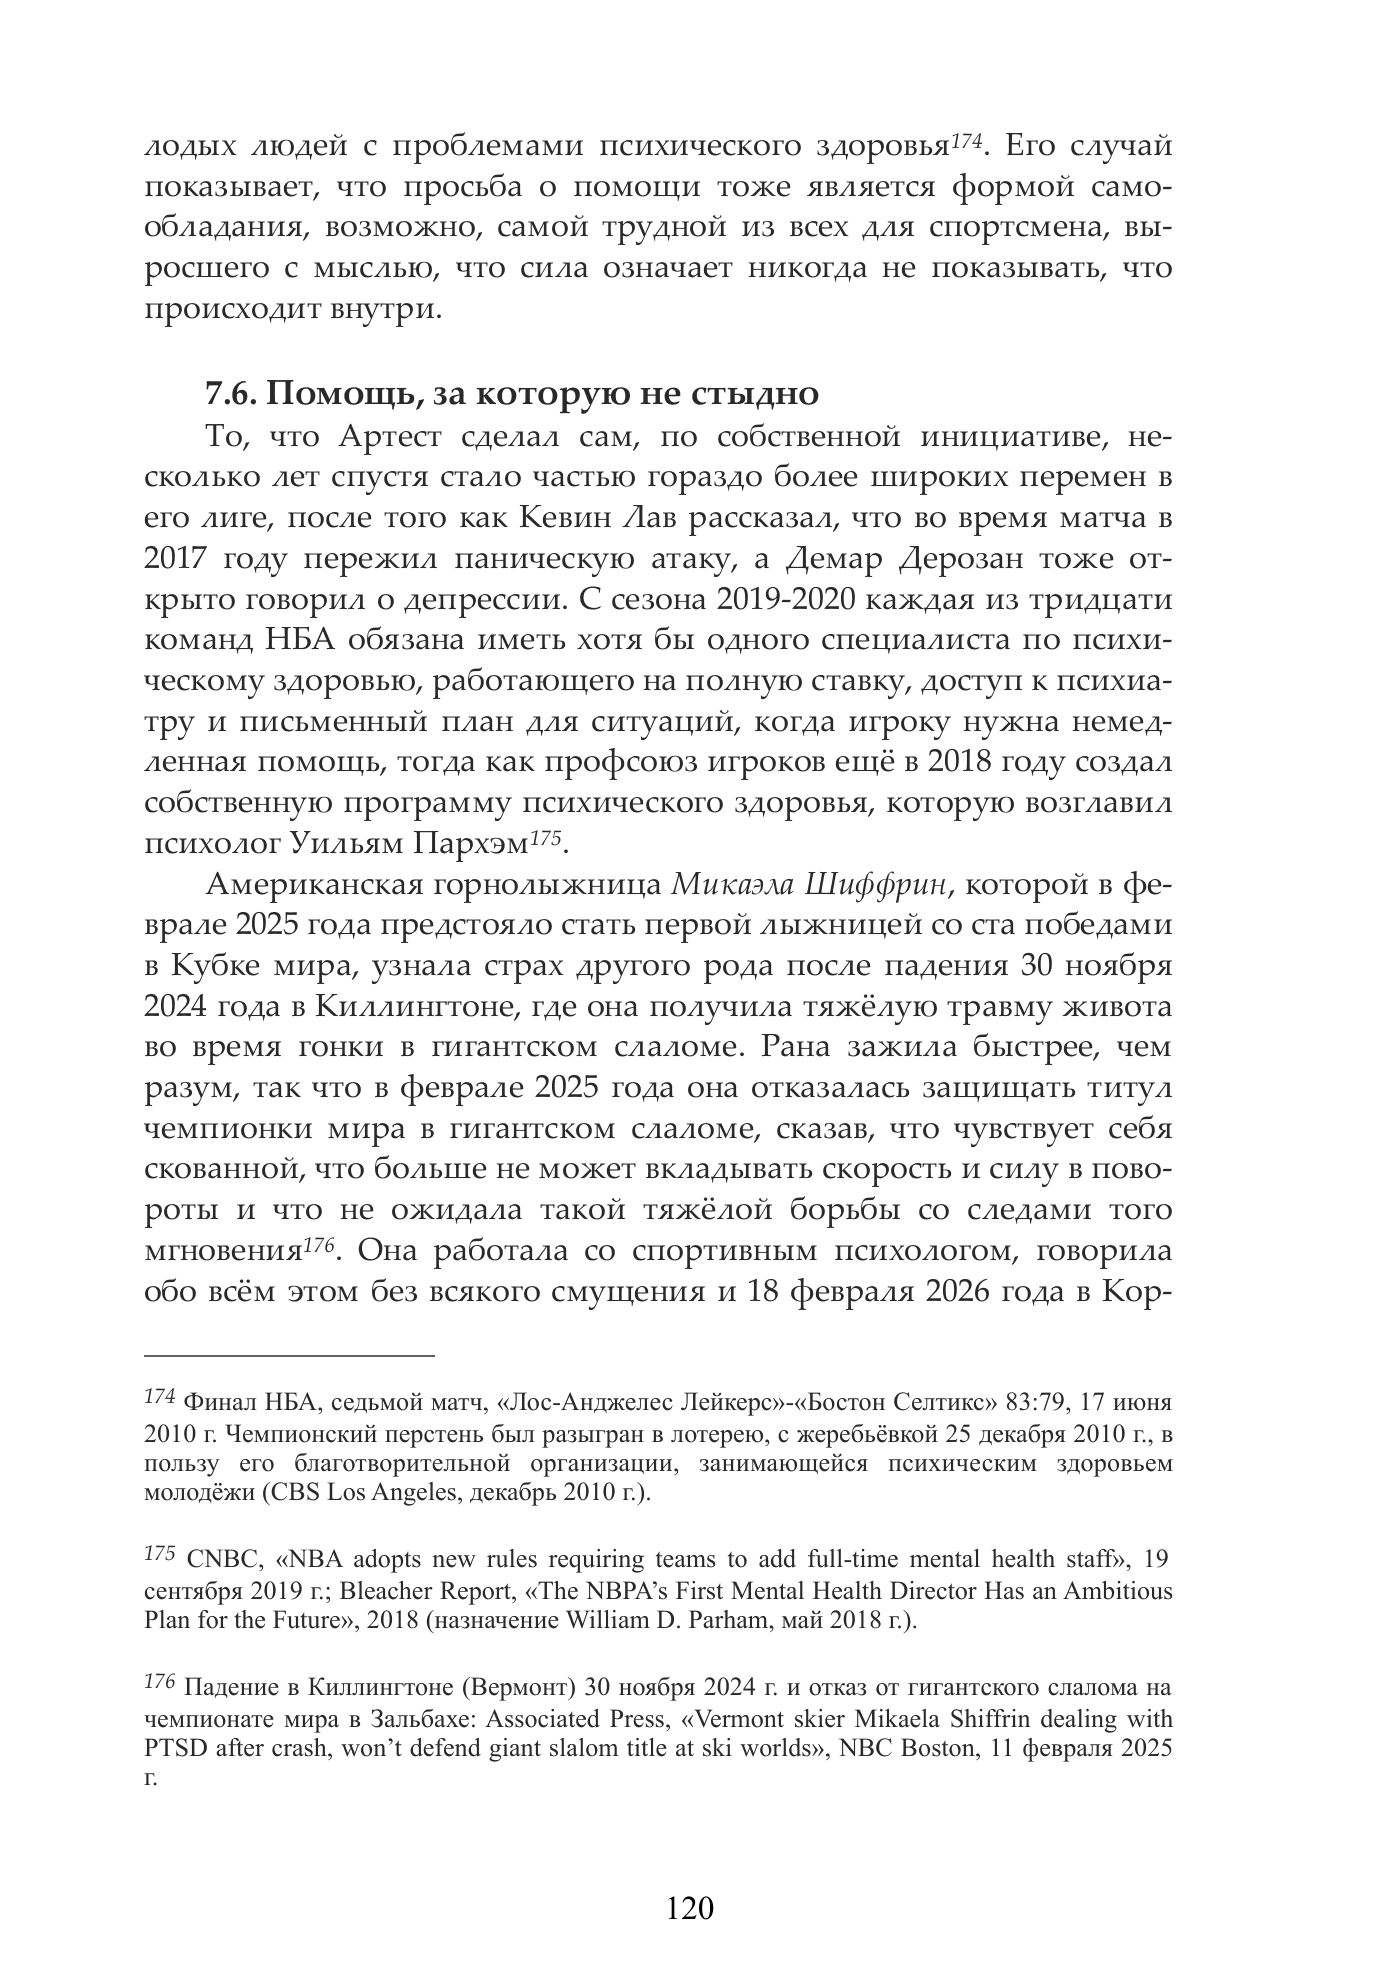 лодых людей с проблемами психического здоровья174. Его случай
показывает, что просьба о помощи тоже является формой само-
обладания, возможно, самой трудной из всех для спортсмена, вы-
росшего с мыслью, что сила означает никогда не показывать, что
происходит внутри.
7.6. Помощь, за которую не стыдно
То, что Артест сделал сам, по собственной инициативе, не-
сколько лет спустя стало частью гораздо более широких перемен в
его лиге, после того как Кевин Лав рассказал, что во время матча в
2017 году пережил паническую атаку, а Демар Дерозан тоже от-
крыто говорил о депрессии. С сезона 2019-2020 каждая из тридцати
команд НБА обязана иметь хотя бы одного специалиста по психи-
ческому здоровью, работающего на полную ставку, доступ к психиа-
тру и письменный план для ситуаций, когда игроку нужна немед-
ленная помощь, тогда как профсоюз игроков ещё в 2018 году создал
собственную программу психического здоровья, которую возглавил
психолог Уильям Пархэм175.
Американская горнолыжница Микаэла Шиффрин, которой в фе-
врале 2025 года предстояло стать первой лыжницей со ста победами
в Кубке мира, узнала страх другого рода после падения 30 ноября
2024 года в Киллингтоне, где она получила тяжёлую травму живота
во время гонки в гигантском слаломе. Рана зажила быстрее, чем
разум, так что в феврале 2025 года она отказалась защищать титул
чемпионки мира в гигантском слаломе, сказав, что чувствует себя
скованной, что больше не может вкладывать скорость и силу в пово-
роты и что не ожидала такой тяжёлой борьбы со следами того
мгновения176. Она работала со спортивным психологом, говорила
обо всём этом без всякого смущения и 18 февраля 2026 года в Кор-
174 Финал НБА, седьмой матч, «Лос-Анджелес Лейкерс»-«Бостон Селтикс» 83:79, 17 июня
2010 г. Чемпионский перстень был разыгран в лотерею, с жеребьёвкой 25 декабря 2010 г., в
пользу его благотворительной организации, занимающейся психическим здоровьем
молодёжи (CBS Los Angeles, декабрь 2010 г.).
175 CNBC, «NBA adopts new rules requiring teams to add full-time mental health staff», 19
сентября 2019 г.; Bleacher Report, «The NBPA’s First Mental Health Director Has an Ambitious
Plan for the Future», 2018 (назначение William D. Parham, май 2018 г.).
176 Падение в Киллингтоне (Вермонт) 30 ноября 2024 г. и отказ от гигантского слалома на
чемпионате мира в Зальбахе: Associated Press, «Vermont skier Mikaela Shiffrin dealing with
PTSD after crash, won’t defend giant slalom title at ski worlds», NBC Boston, 11 февраля 2025
г.
120